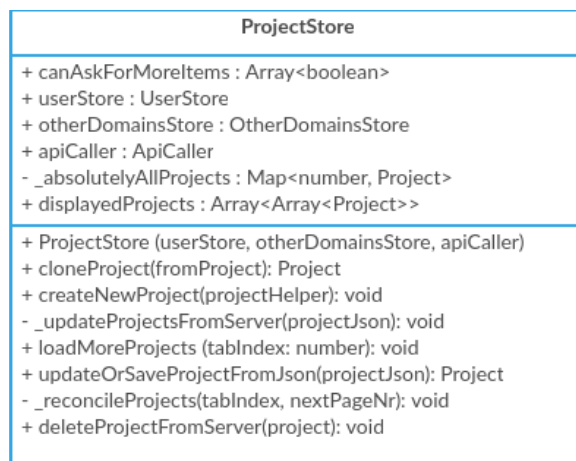 ProjectStore
+ canAskForMoreItems : Array<boolean>
+ userStore : UserStore
+ otherDomainsStore : OtherDomainsStore
+ apiCaller : ApiCaller
- _absolutelyAllProjects : Map<number, Project>
+ displayedProjects : Array<Array<Project>>
+ ProjectStore (userStore, otherDomainsStore, apiCaller)
+ cloneProject(fromProject): Project
+ createNewProject(projectHelper): void
- _updateProjectsFromServer(projectJson): void
+ loadMoreProjects (tabIndex: number): void
+ updateOrSaveProjectFromJson(projectJson): Project
- _reconcileProjects(tabIndex, nextPageNr): void
+ deleteProjectFromServer(project): void